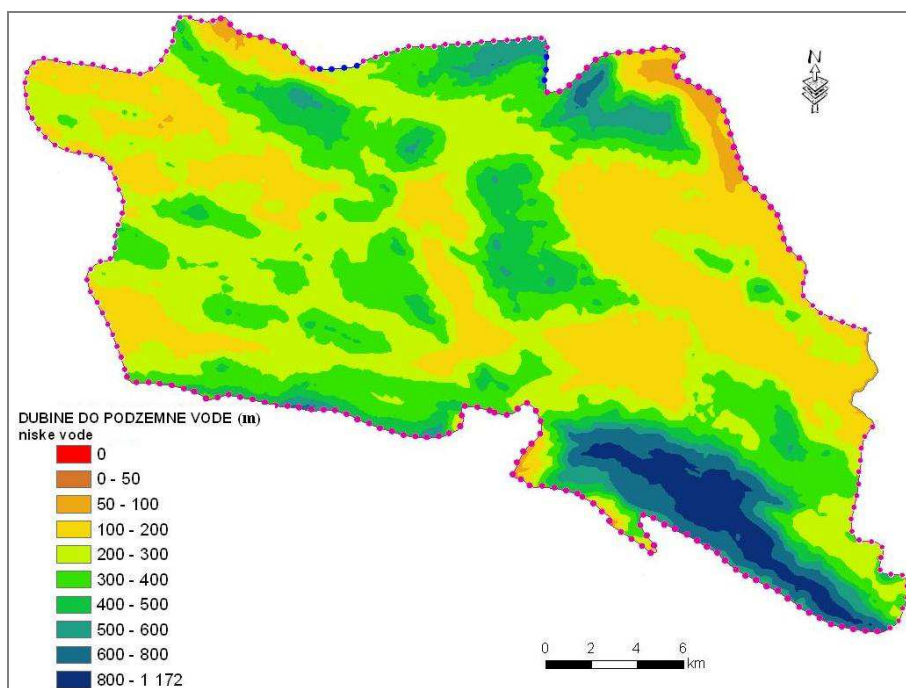 N
DUBINE DO PODZEMNE VODE (m)
niske vode
0
0 - 50
50 - 100
100 - 200
200 - 300
300 - 400
400 - 500
500 - 600
600 - 800
800 - 1 172
0 2 4 6
km